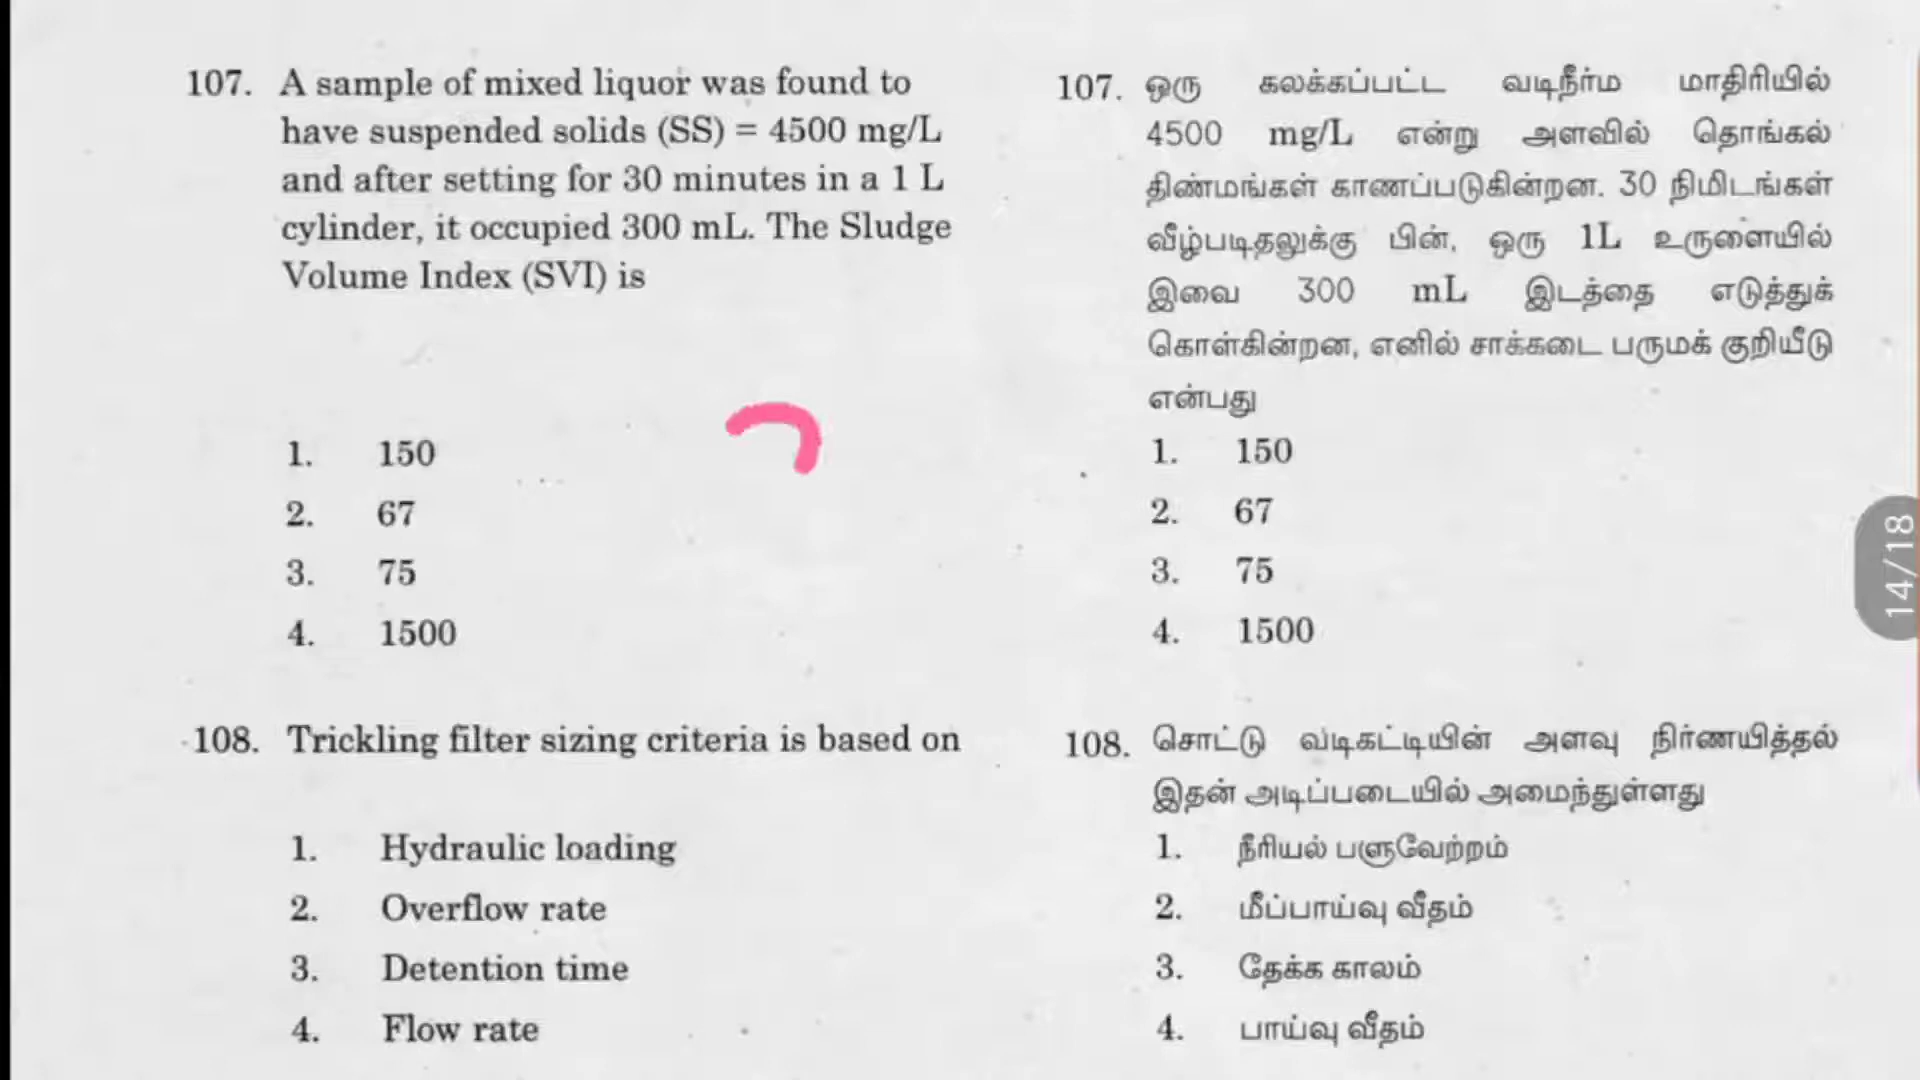 107. A sample of mixed liquor was found to
have suspended solids (SS) = 4500 mg/L
and after setting for 30 minutes in a 1 L
cylinder, it occupied 300 mL. The Sludge
Volume Index (SVI) is
1. 150
2. 67
3. 75
4. 1500
108. Trickling filter sizing criteria is based on
1. Hydraulic loading
2. Overflow rate
3. Detention time
4. Flow rate
107. ஒரு கலக்கப்பட்ட வடிநீர்ம மாதிரியில்
4500 mg/L என்று அளவில் தொங்கல்
திண்மங்கள் காணப்படுகின்றன. 30 நிமிடங்கள்
வீழ்படிதலுக்கு பின், ஒரு 1L உருளையில்
இவை 300 mL இடத்தை எடுத்துக்
கொள்கின்றன, எனில் சாக்கடை பருமக் குறியீடு
என்பது
1. 150
2. 67
3. 75
4. 1500
108. சொட்டு வடிகட்டியின் அளவு நிர்ணயித்தல்
இதன் அடிப்படையில் அமைந்துள்ளது
1. நீரியல் பளுவேற்றம்
2. மீப்பாய்வு வீதம்
3. தேக்க காலம்
4. பாய்வு வீதம்
14/18